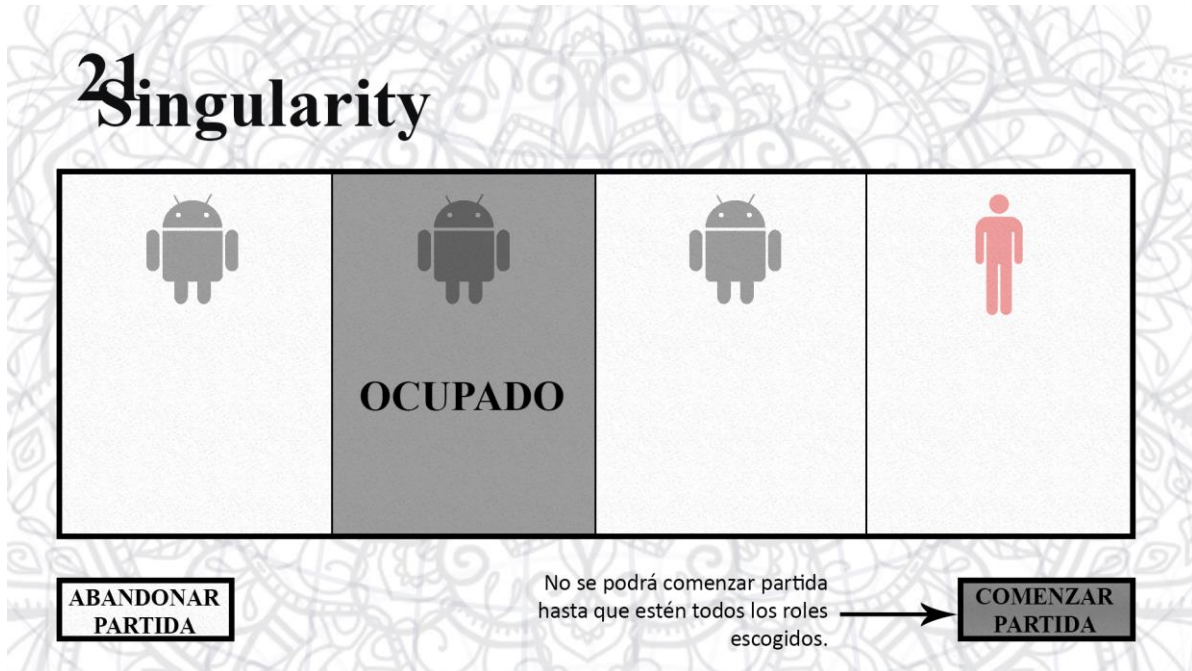 21
Singularity
OCUPADO
ABANDONAR
PARTIDA
No se podrá comenzar partida
hasta que estén todos los roles
escogidos.
COMENZAR
PARTIDA